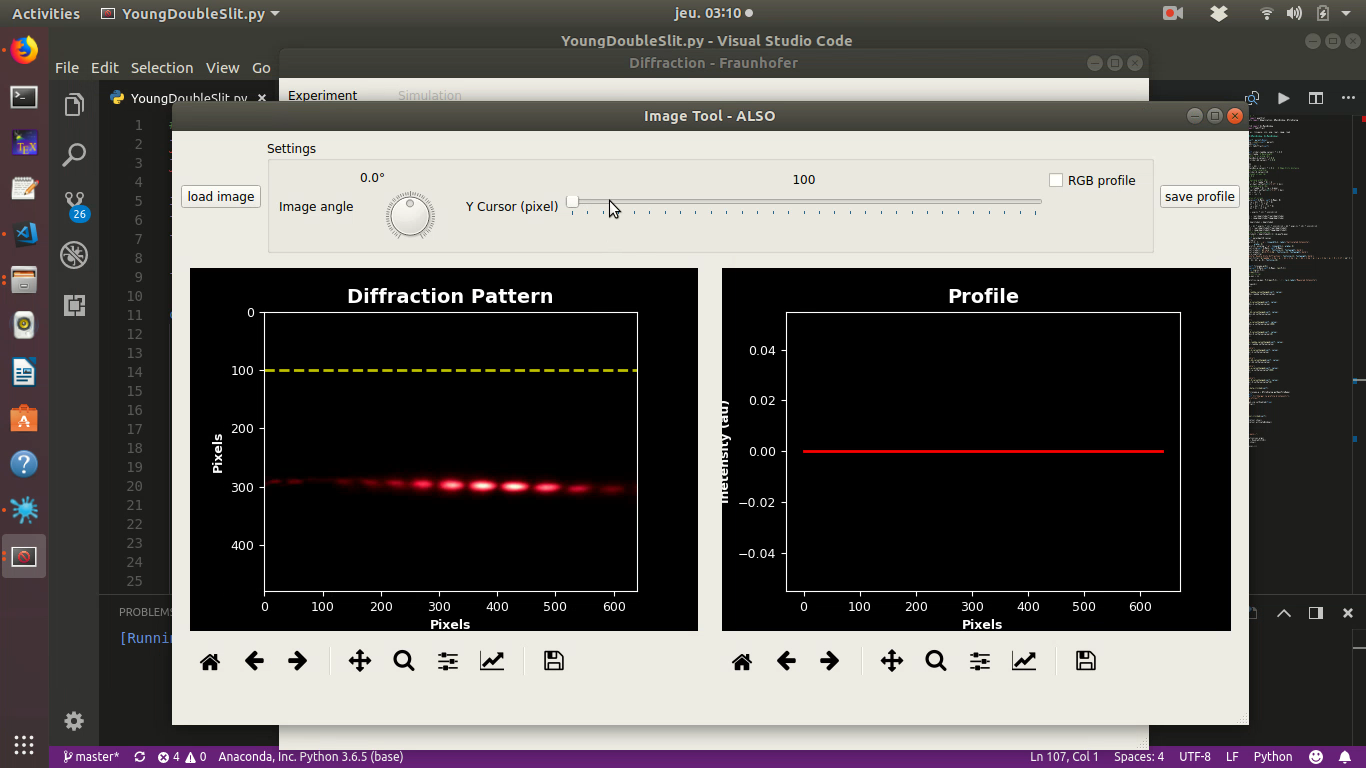 Activities YoungDoubleSlit.py jeu. 03:10
YoungDoubleSlit.py - Visual Studio Code
File Edit Selection View Go
Diffraction - Fraunhofer
YoungDoubleSlit.py
Experiment Simulation
Image Tool - ALSO
Settings
load image
0.0°
Image angle
100
Y Cursor (pixel)
RGB profile
save profile
1
2
3
4
5
6
7
8
9
10
11
12
13
14
15
16
17
18
19
20
21
22
23
24
25
26
TEX
Diffraction Pattern
0
100
200
300
400
Pixels
0 100 200 300 400 500 600
Pixels
Profile
0.04
0.02
0.00
−0.02
−0.04
Intensity (au)
0 100 200 300 400 500 600
Pixels
PROBLEMS
[Runnin
master* 4 0 Anaconda, Inc. Python 3.6.5 (base) Ln 107, Col 1 Spaces: 4 UTF-8 LF Python